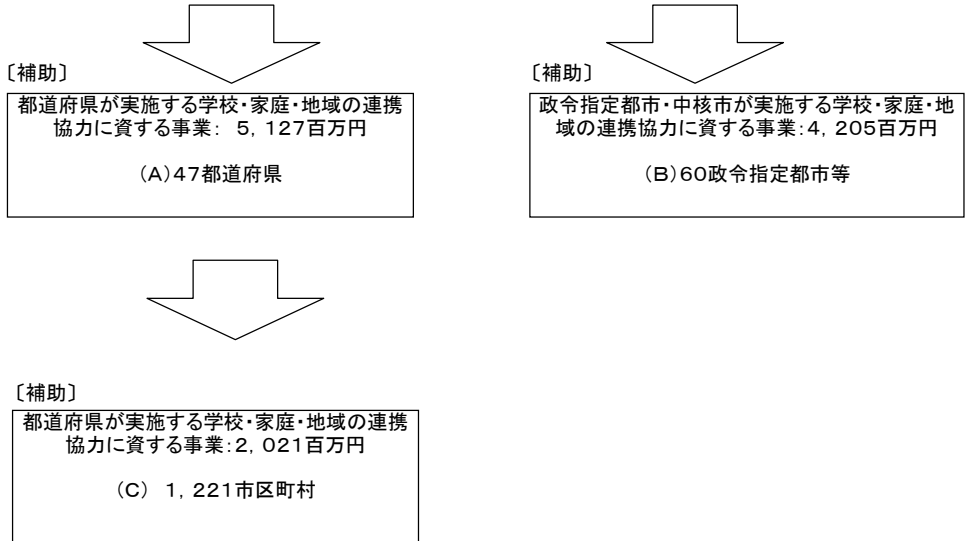 〔補助〕
都道府県が実施する学校・家庭・地域の連携
協力に資する事業： 5，127百万円
（A）47都道府県
〔補助〕
政令指定都市・中核市が実施する学校・家庭・地
域の連携協力に資する事業：4，205百万円
（B）60政令指定都市等
〔補助〕
都道府県が実施する学校・家庭・地域の連携
協力に資する事業：2，021百万円
（C） 1，221市区町村